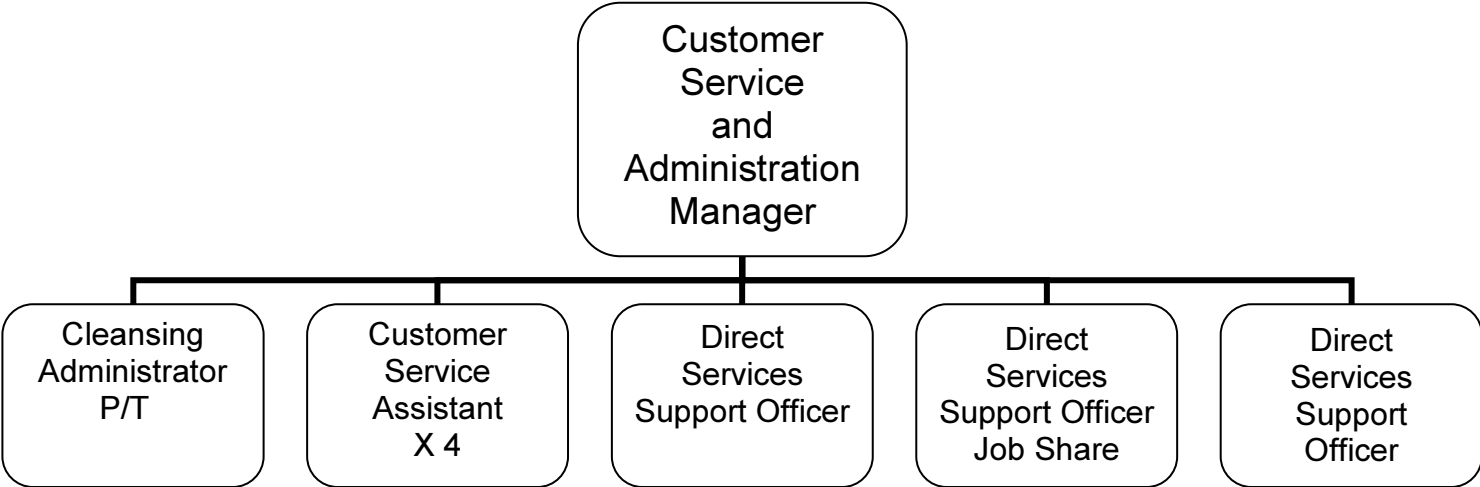 Customer
Service
and
Administration
Manager
Cleansing
Administrator
P/T
Customer
Service
Assistant
X 4
Direct
Services
Support Officer
Direct
Services
Support Officer
Job Share
Direct
Services
Support
Officer